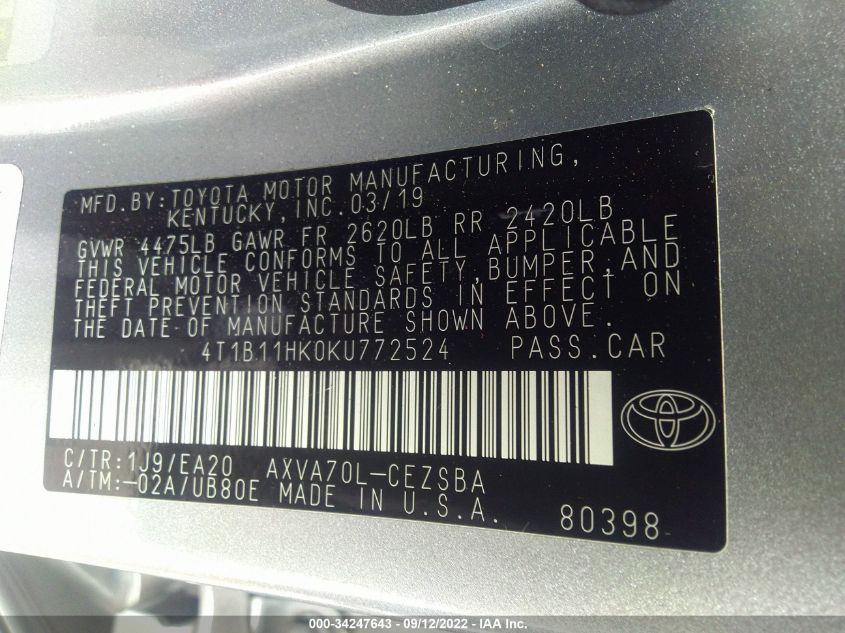 MFD.BY:TOYOTA MOTOR MANUFACTURING,
KENTUCKY,INC.03/19
GVWR 4475LB GAWR FR 2620LB RR 2420LB
THIS VEHICLE CONFORMS TO ALL APPLICABLE
FEDERAL MOTOR VEHICLE SAFETY,BUMPER,AND
THEFT PREVENTION STANDARDS IN EFFECT ON
THE DATE OF MANUFACTURE SHOWN ABOVE.
4T1B11HK0KU772524 PASS.CAR
C/TR:1J9/EA20 AXVA70L-CEZSBA
A/TM:-02A/UB80E MADE IN U.S.A.
80398
000-34247643 - 09/12/2022 - IAA Inc.